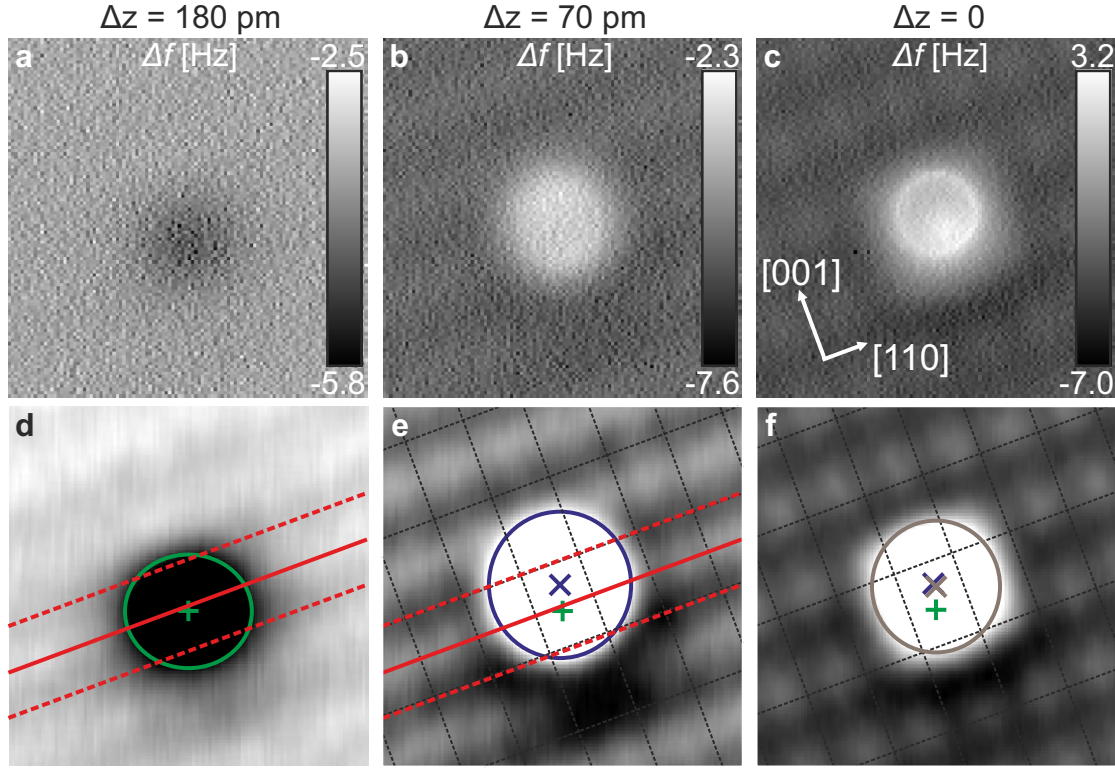 Δz = 180 pm
Δz = 70 pm
Δz = 0
a
Δf [Hz]
-2.5
-5.8
b
Δf [Hz]
-2.3
-7.6
c
Δf [Hz]
3.2
-7.0
[001]
[110]
d
e
f